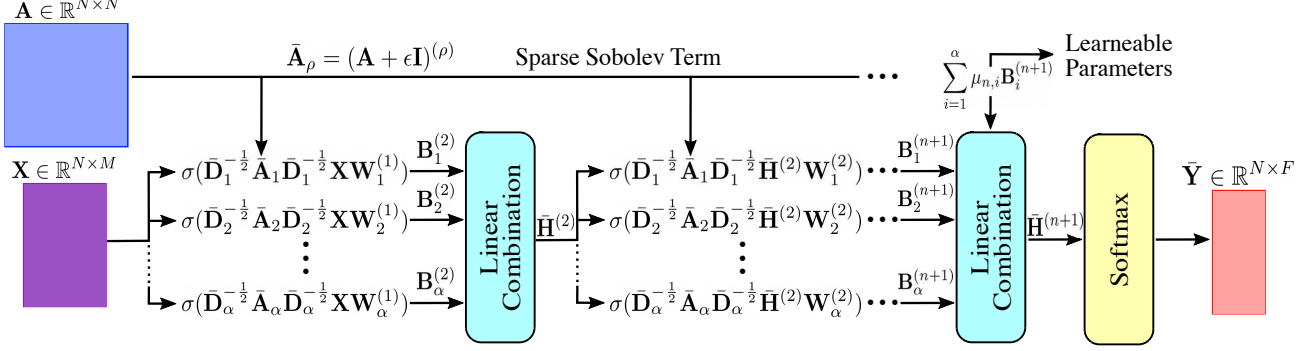 𝐀 ∈ ℝ^{N×N}
Ā_ρ = (𝐀 + ϵ𝐈)^{(ρ)}
Sparse Sobolev Term
•••
∑_{i=1}^{α} μ_{n,i} 𝐁_i^{(n+1)}
Learneable
Parameters
𝐗 ∈ ℝ^{N×M}
σ(D̄_1^{-1/2} Ā_1 D̄_1^{-1/2} 𝐗𝐖_1^{(1)})
𝐁_1^{(2)}
σ(D̄_2^{-1/2} Ā_2 D̄_2^{-1/2} 𝐗𝐖_2^{(1)})
𝐁_2^{(2)}
σ(D̄_α^{-1/2} Ā_α D̄_α^{-1/2} 𝐗𝐖_α^{(1)})
𝐁_α^{(2)}
Linear
Combination
H̄^{(2)}
σ(D̄_1^{-1/2} Ā_1 D̄_1^{-1/2} H̄^{(2)} 𝐖_1^{(2)})
•••
𝐁_1^{(n+1)}
σ(D̄_2^{-1/2} Ā_2 D̄_2^{-1/2} H̄^{(2)} 𝐖_2^{(2)})
•••
𝐁_2^{(n+1)}
σ(D̄_α^{-1/2} Ā_α D̄_α^{-1/2} H̄^{(2)} 𝐖_α^{(2)})
•••
𝐁_α^{(n+1)}
Linear
Combination
H̄^{(n+1)}
Softmax
Ȳ ∈ ℝ^{N×F}